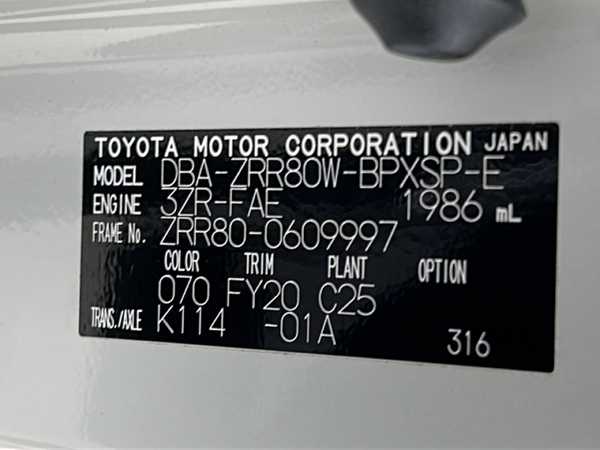 TOYOTA MOTOR CORPORATION JAPAN
MODEL DBA-ZRR80W-BPXSP-E
ENGINE 3ZR-FAE 1986 mL
FRAME No. ZRR80-0609997
COLOR TRIM PLANT OPTION
070 FY20 C25
TRANS./AXLE K114 -01A
316